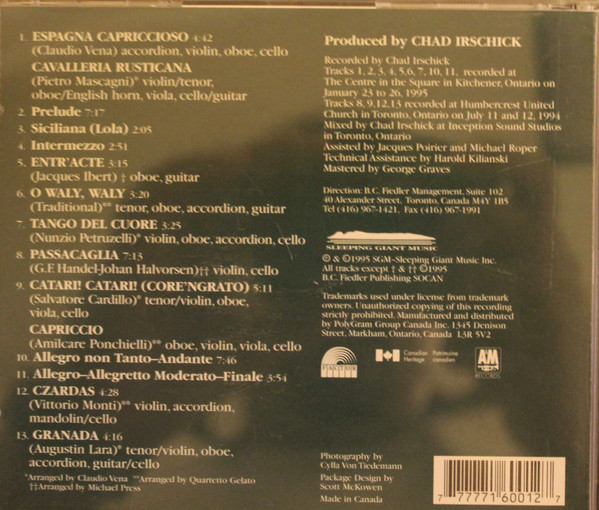 1. ESPAGNA CAPRICCIOSO 4:42
(Claudio Vena) accordion, violin, oboe, cello
CAVALLERIA RUSTICANA
(Pietro Mascagni)* violin/tenor,
oboe/English horn, viola, cello/guitar
2. Prelude 7:17
3. Siciliana (Lola) 2:05
4. Intermezzo 2:51
5. ENTR'ACTE 3:15
(Jacques Ibert) † oboe, guitar
6. O WALY, WALY 3:20
(Traditional)** tenor, oboe, accordion, guitar
7. TANGO DEL CUORE 3:25
(Nunzio Petruzelli)* violin, oboe, accordion, cello
8. PASSACAGLIA 7:13
(G.F. Handel-Johan Halvorsen)†† violin, cello
9. CATARI! CATARI! (CORE'NGRATO) 5:11
(Salvatore Cardillo)* tenor/violin, oboe,
viola, cello
CAPRICCIO
(Amilcare Ponchielli)** oboe, violin, viola, cello
10. Allegro non Tanto–Andante 7:46
11. Allegro–Allegretto Moderato–Finale 3:54
12. CZARDAS 4:28
(Vittorio Monti)** violin, accordion,
mandolin/cello
13. GRANADA 4:16
(Augustin Lara)* tenor/violin, oboe,
accordion, guitar/cello
*Arranged by Claudio Vena **Arranged by Quartetto Gelato
††Arranged by Michael Press
Produced by CHAD IRSCHICK
Recorded by Chad Irschick
Tracks 1, 2, 3, 4, 5,6, 7, 10, 11, recorded at
The Centre in the Square in Kitchener, Ontario on
January 23 to 26, 1995
Tracks 8, 9,12,13 recorded at Humbercrest United
Church in Toronto, Ontario on July 11 and 12, 1994
Mixed by Chad Irschick at Inception Sound Studios
in Toronto, Ontario
Assisted by Jacques Poirier and Michael Roper
Technical Assistance by Harold Kilianski
Mastered by George Graves
Direction: B.C. Fiedler Management, Suite 102
40 Alexander Street, Toronto, Canada M4Y 1B5
Tel (416) 967-1421, Fax (416) 967-1991
SLEEPING GIANT MUSIC
℗ & ©1995 SGM–Sleeping Giant Music Inc.
All tracks except † & †† ©1995
B.C. Fiedler Publishing SOCAN
Trademarks used under license from trademark
owners. Unauthorized copying of this recording
strictly prohibited. Manufactured and distributed
by PolyGram Group Canada Inc. 1345 Denison
Street, Markham, Ontario, Canada L3R 5V2
FACTOR
Canadian Patrimoine
Heritage canadien
A&M
RECORDS
Photography by
Cylla Von Tiedemann
Package Design by
Scott McKowen
Made in Canada
7 77771 60012 7